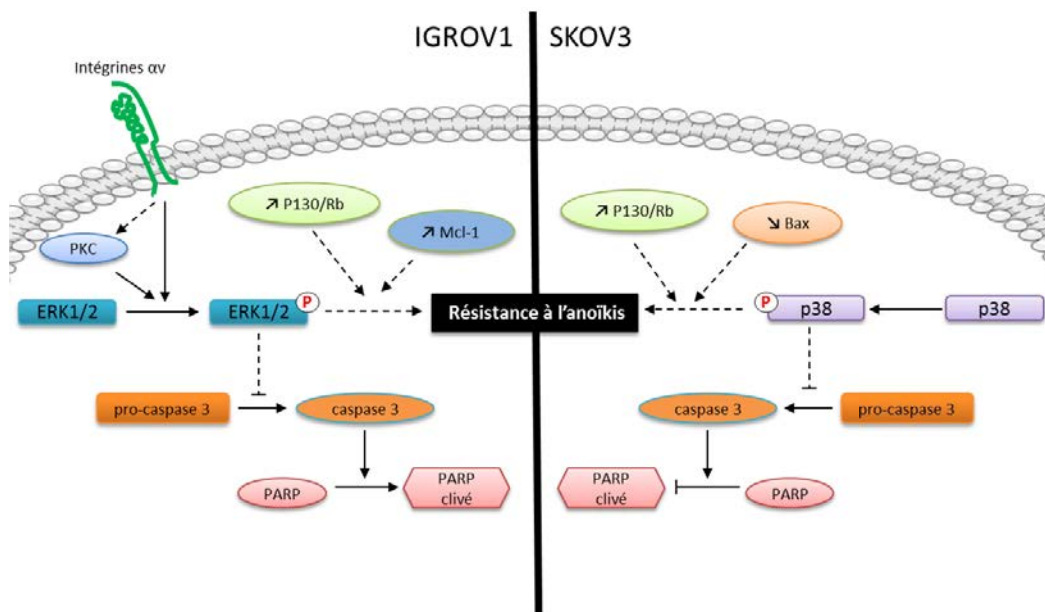 IGROV1
SKOV3
Intégrines αv
↗ P130/Rb
↗ Mcl-1
PKC
ERK1/2
ERK1/2
P
↗ P130/Rb
↘ Bax
Résistance à l'anoïkis
P
p38
p38
pro-caspase 3
caspase 3
caspase 3
pro-caspase 3
PARP
PARP
clivé
PARP
clivé
PARP